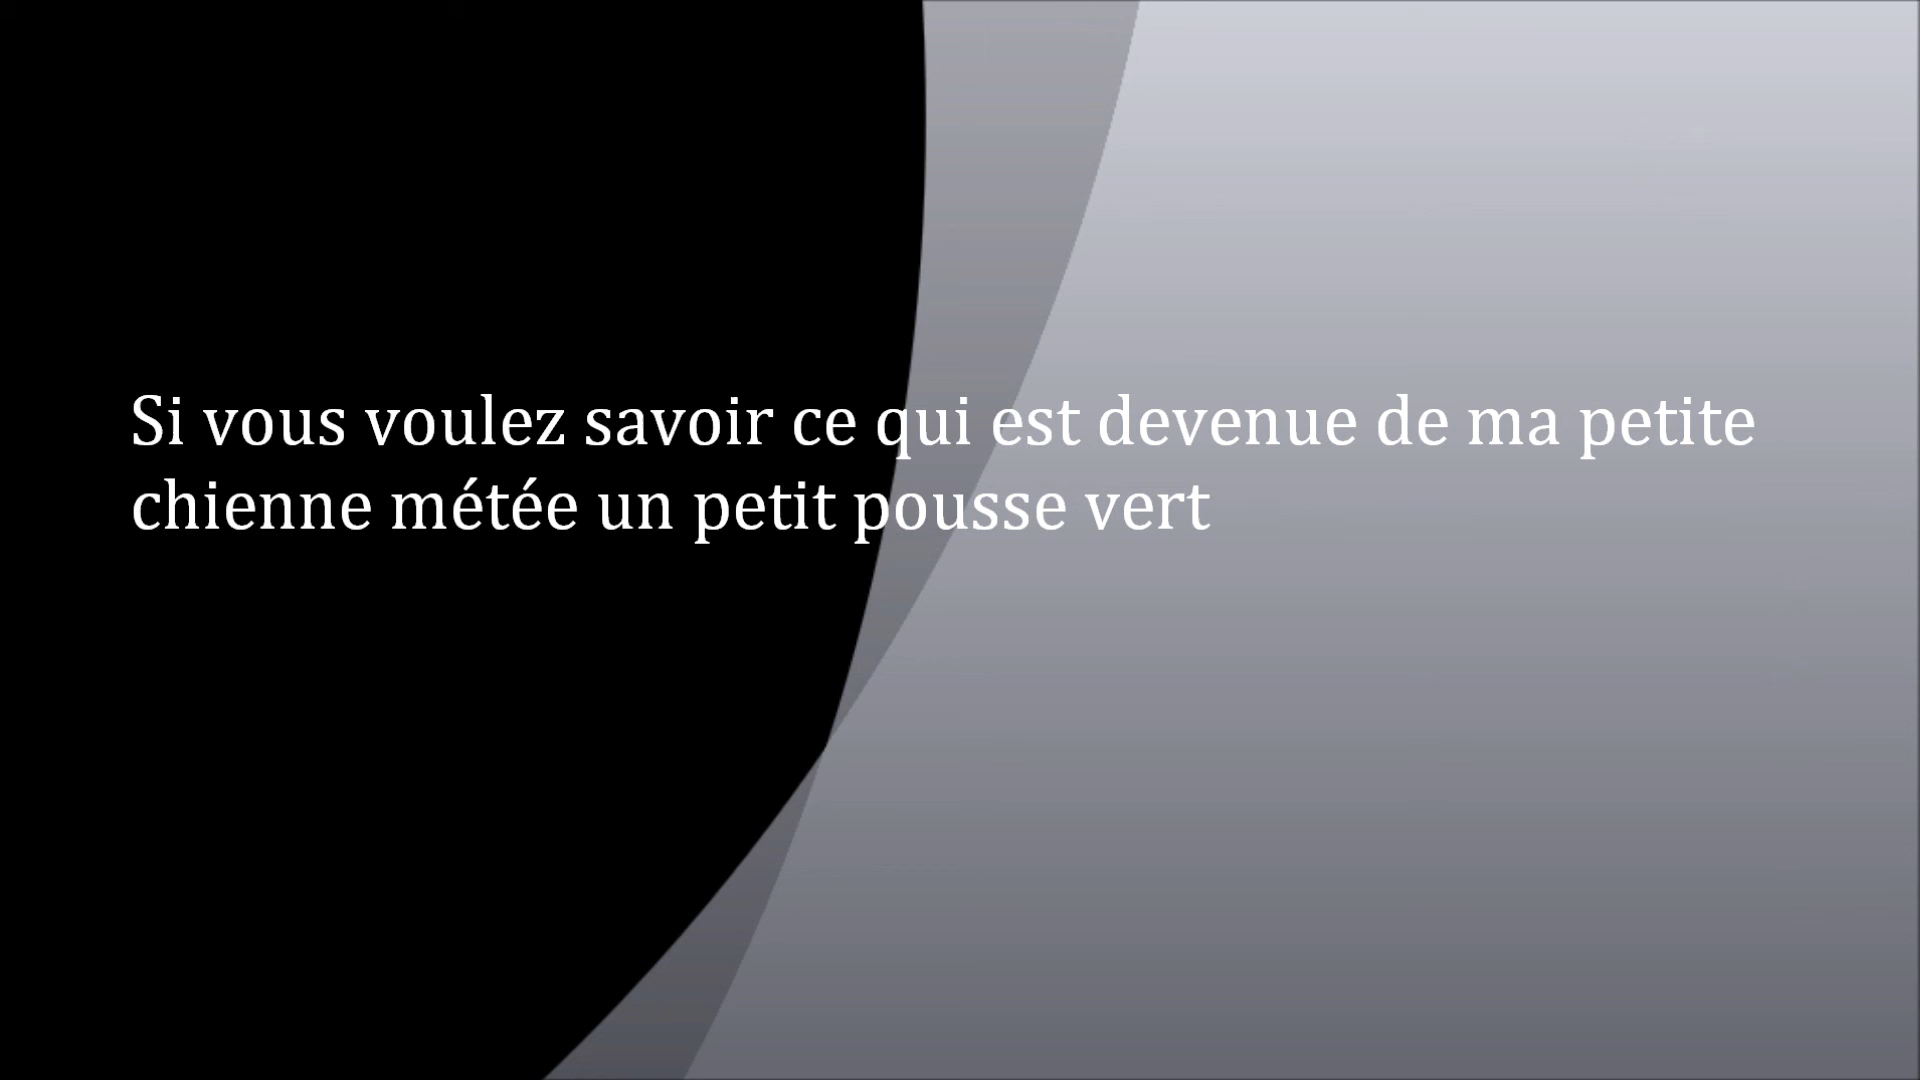 Si vous voulez savoir ce qui est devenue de ma petite
chienne métée un petit pousse vert